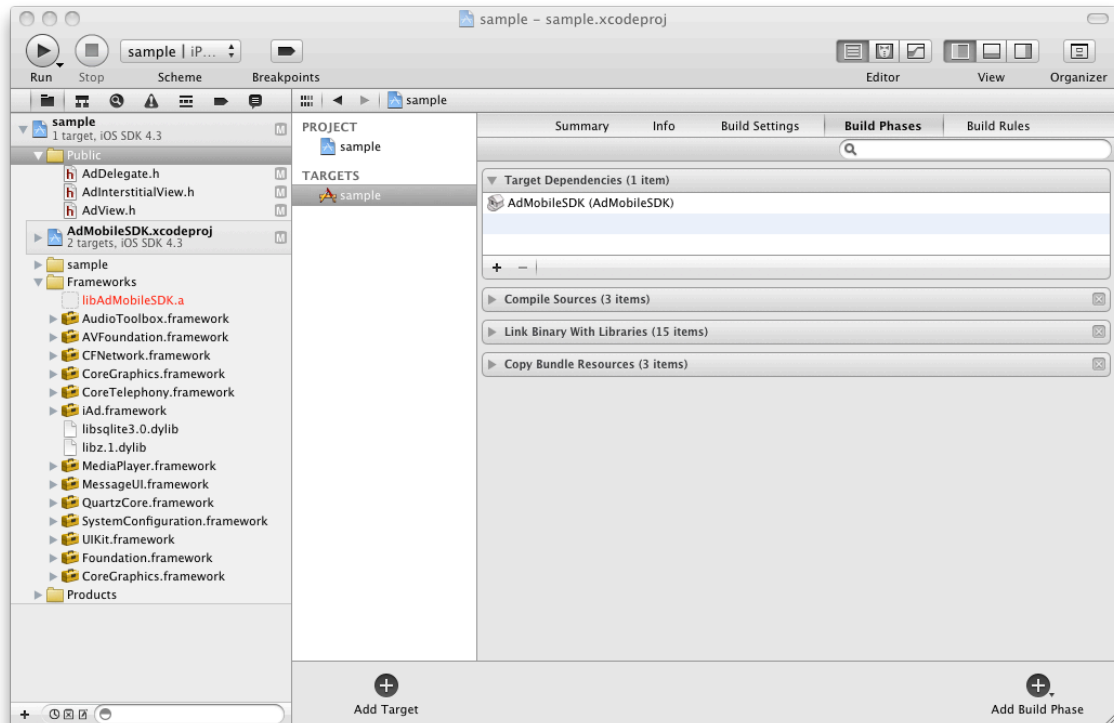 sample – sample.xcodeproj
sample | iP...
Run Stop Scheme Breakpoints Editor View Organizer
sample
sample
1 target, iOS SDK 4.3
M
Public
AdDelegate.h M
AdInterstitialView.h M
AdView.h M
AdMobileSDK.xcodeproj
2 targets, iOS SDK 4.3
M
sample
Frameworks
libAdMobileSDK.a
AudioToolbox.framework
AVFoundation.framework
CFNetwork.framework
CoreGraphics.framework
CoreTelephony.framework
iAd.framework
libsqlite3.0.dylib
libz.1.dylib
MediaPlayer.framework
MessageUI.framework
QuartzCore.framework
SystemConfiguration.framework
UIKit.framework
Foundation.framework
CoreGraphics.framework
Products
PROJECT
sample
TARGETS
sample
Summary Info Build Settings Build Phases Build Rules
Target Dependencies (1 item)
AdMobileSDK (AdMobileSDK)
Compile Sources (3 items)
Link Binary With Libraries (15 items)
Copy Bundle Resources (3 items)
Add Target Add Build Phase